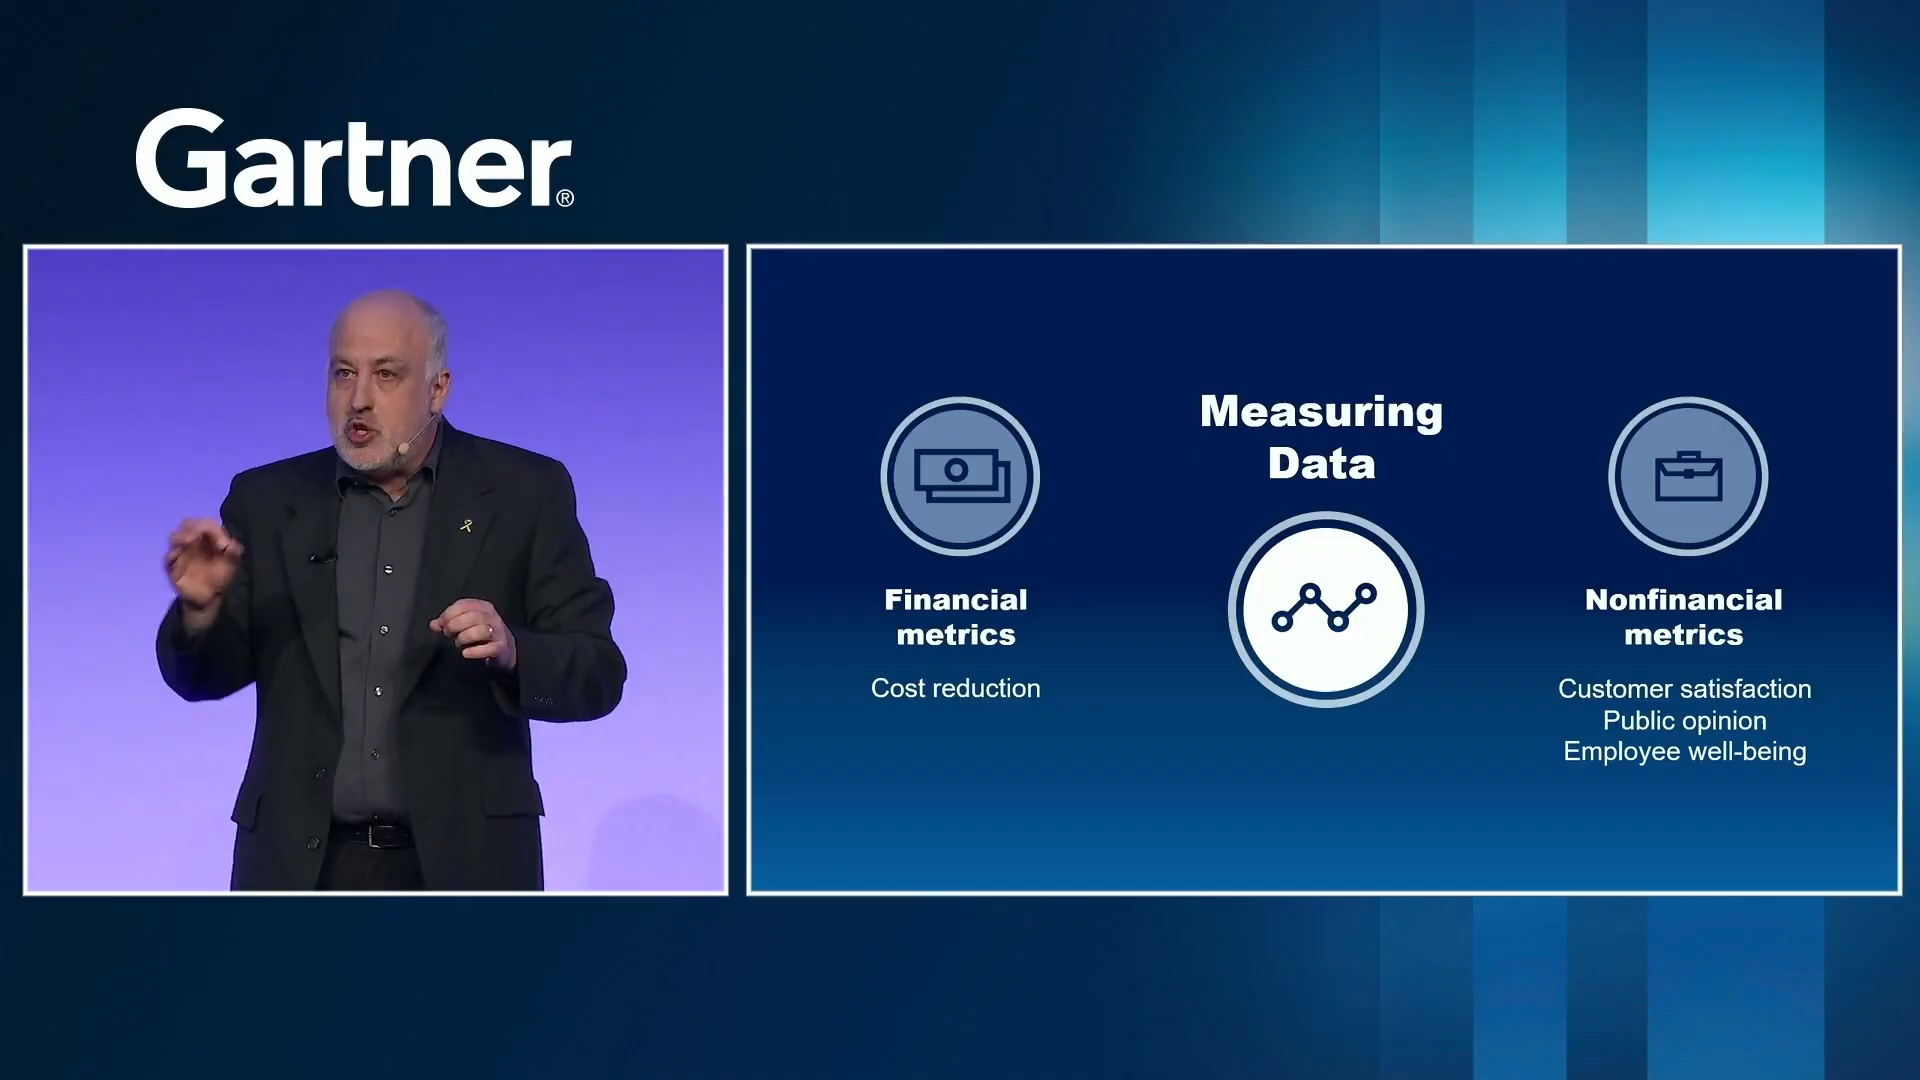 Gartner®
Measuring
Data
Financial
metrics
Cost reduction
Nonfinancial
metrics
Customer satisfaction
Public opinion
Employee well-being